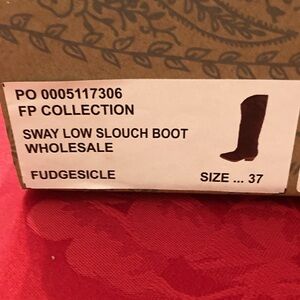 PO 0005117306
FP COLLECTION
SWAY LOW SLOUCH BOOT
WHOLESALE
FUDGESICLE SIZE ... 37